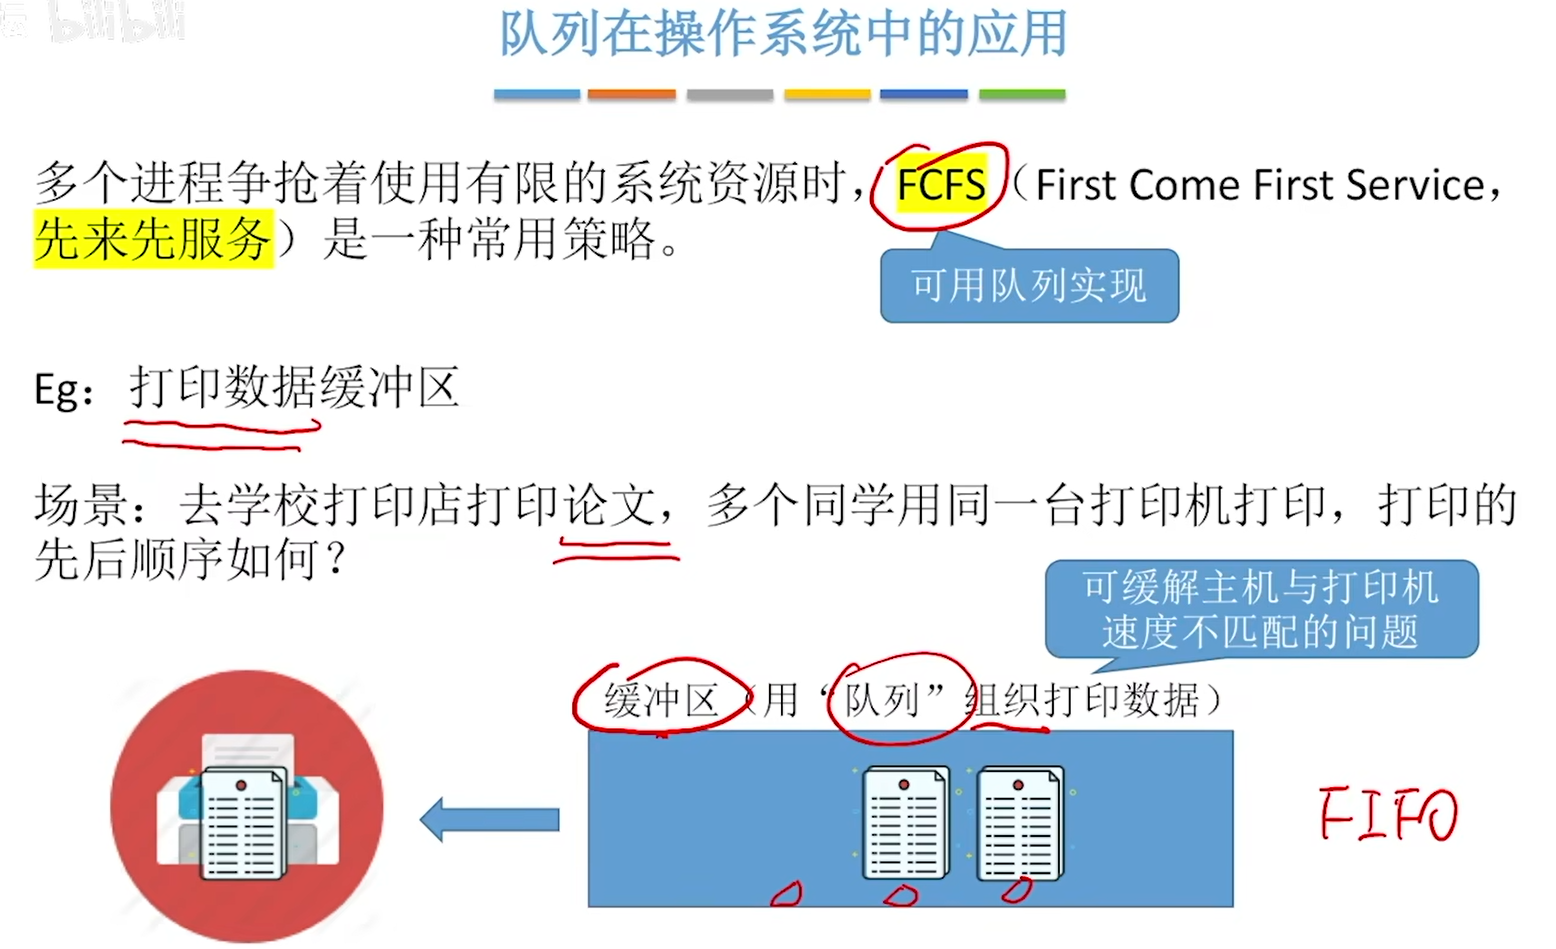 bilibili
队列在操作系统中的应用
多个进程争抢着使用有限的系统资源时，FCFS（First Come First Service，
先来先服务）是一种常用策略。
可用队列实现
Eg：打印数据缓冲区
场景：去学校打印店打印论文，多个同学用同一台打印机打印，打印的
先后顺序如何？
可缓解主机与打印机
速度不匹配的问题
缓冲区（用“队列”组织打印数据）
FIFO